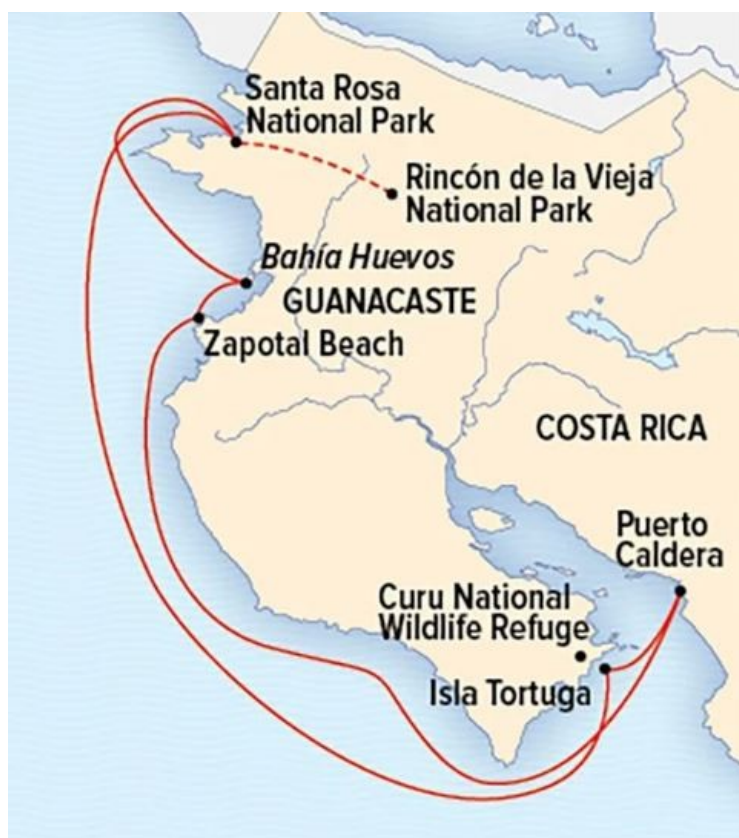 Santa Rosa
National Park
Rincón de la Vieja
National Park
Bahía Huevos
GUANACASTE
Zapotal Beach
COSTA RICA
Puerto
Caldera
Curu National
Wildlife Refuge
Isla Tortuga